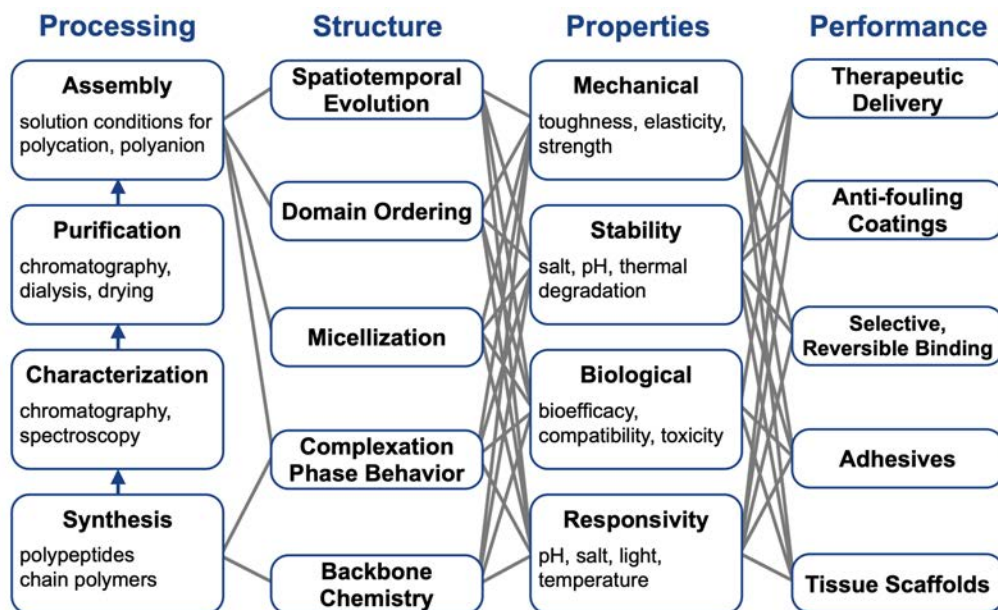 Processing
Assembly
solution conditions for
polycation, polyanion
Purification
chromatography,
dialysis, drying
Characterization
chromatography,
spectroscopy
Synthesis
polypeptides
chain polymers
Structure
Spatiotemporal
Evolution
Domain Ordering
Micellization
Complexation
Phase Behavior
Backbone
Chemistry
Properties
Mechanical
toughness, elasticity,
strength
Stability
salt, pH, thermal
degradation
Biological
bioefficacy,
compatibility, toxicity
Responsivity
pH, salt, light,
temperature
Performance
Therapeutic
Delivery
Anti-fouling
Coatings
Selective,
Reversible Binding
Adhesives
Tissue Scaffolds